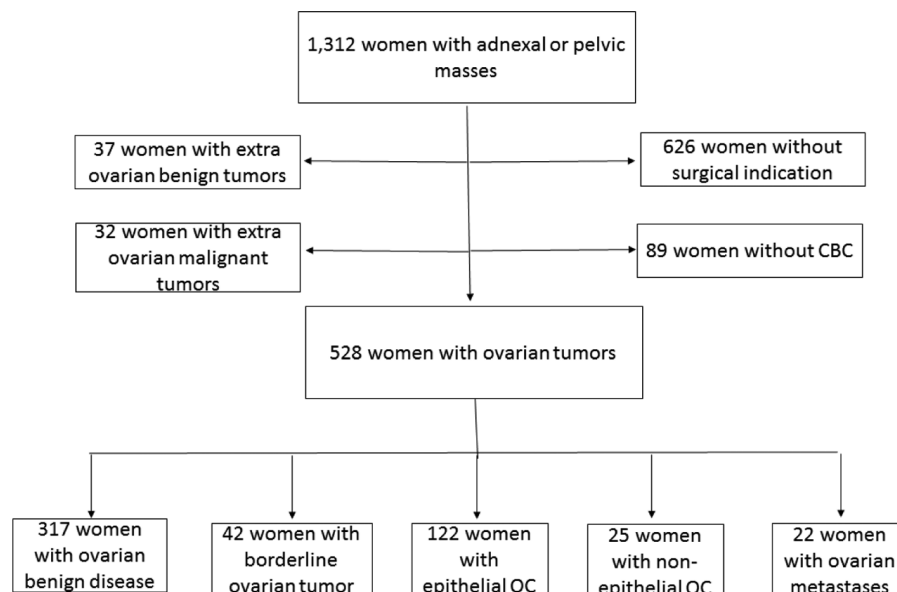 1,312 women with adnexal or pelvic
masses
37 women with extra
ovarian benign tumors
626 women without
surgical indication
32 women with extra
ovarian malignant
tumors
89 women without CBC
528 women with ovarian tumors
317 women
with ovarian
benign disease
42 women with
borderline
ovarian tumor
122 women
with
epithelial OC
25 women
with non-
epithelial OC
22 women
with ovarian
metastases